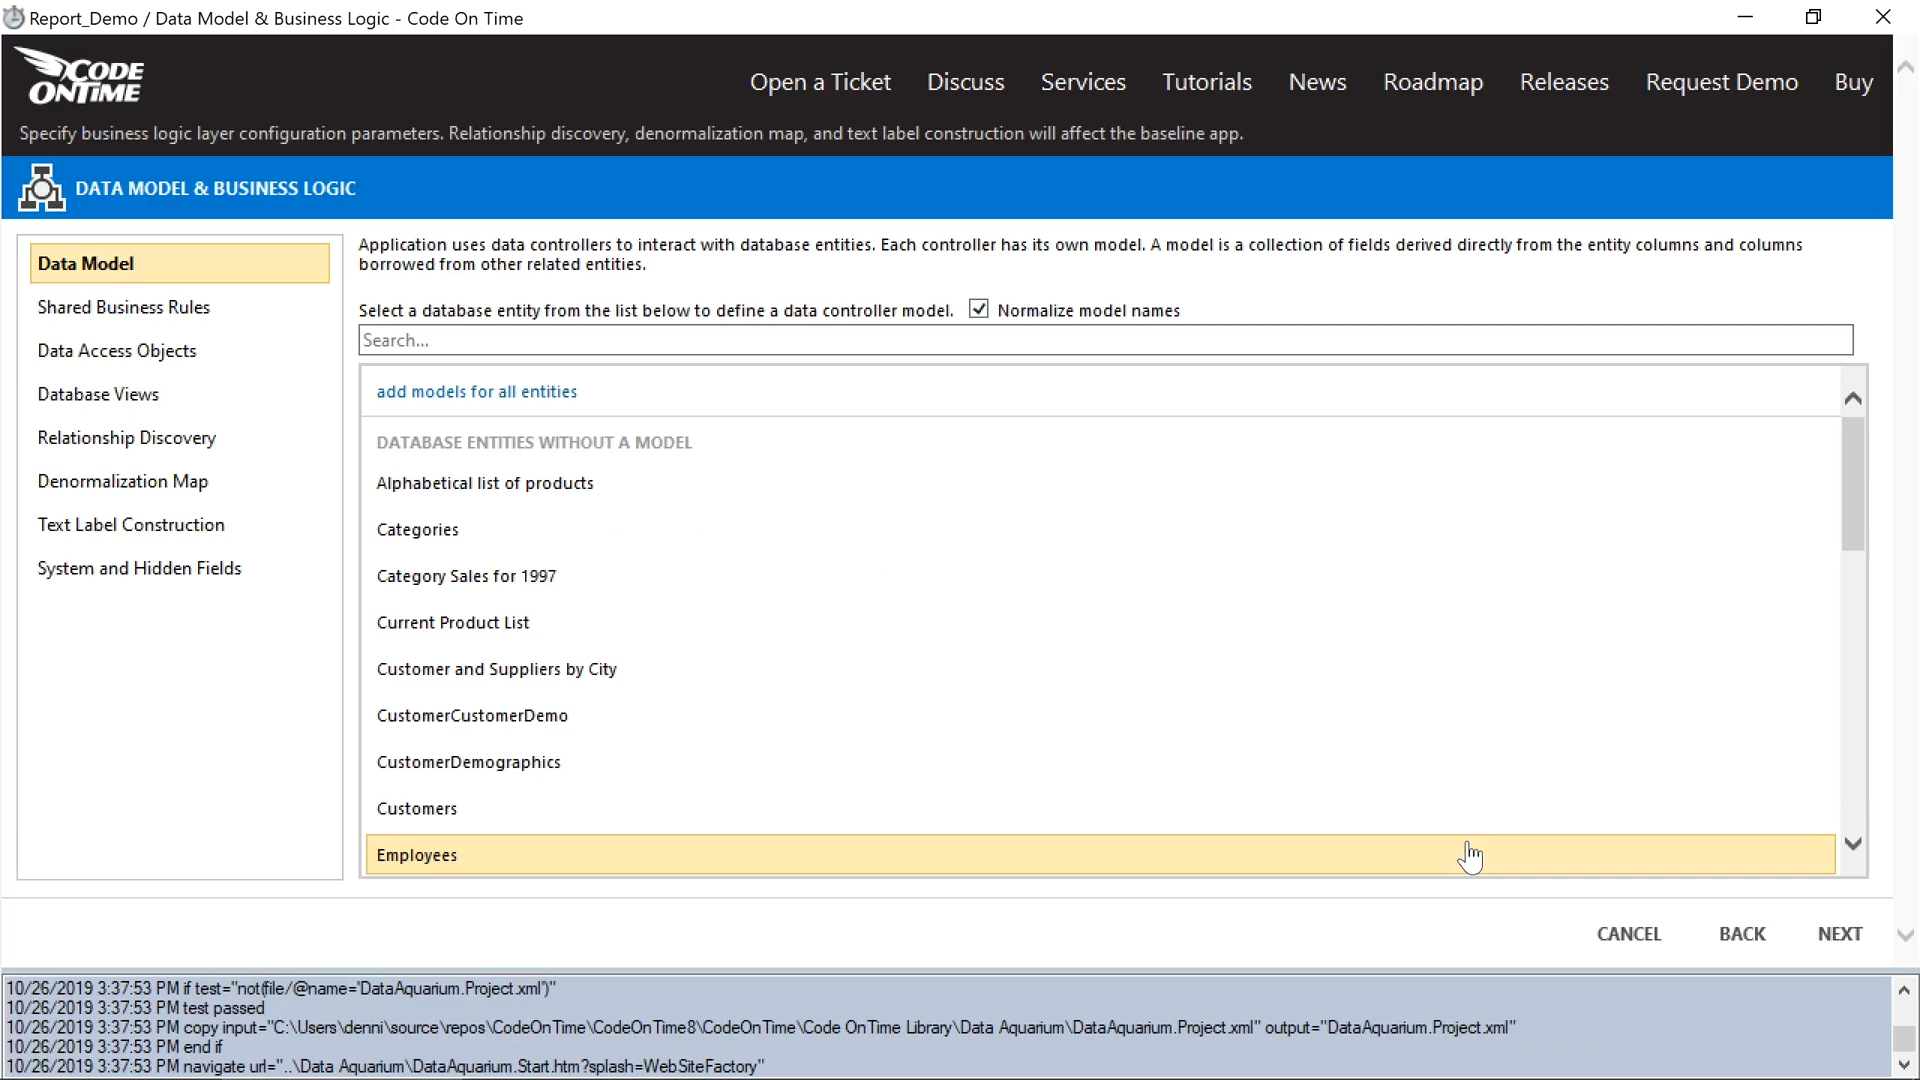 Report_Demo / Data Model & Business Logic - Code On Time
CODE
ONTIME
Open a Ticket Discuss Services Tutorials News Roadmap Releases Request Demo Buy
Specify business logic layer configuration parameters. Relationship discovery, denormalization map, and text label construction will affect the baseline app.
DATA MODEL & BUSINESS LOGIC
Data Model
Shared Business Rules
Data Access Objects
Database Views
Relationship Discovery
Denormalization Map
Text Label Construction
System and Hidden Fields
Application uses data controllers to interact with database entities. Each controller has its own model. A model is a collection of fields derived directly from the entity columns and columns
borrowed from other related entities.
Select a database entity from the list below to define a data controller model. Normalize model names
Search...
add models for all entities
DATABASE ENTITIES WITHOUT A MODEL
Alphabetical list of products
Categories
Category Sales for 1997
Current Product List
Customer and Suppliers by City
CustomerCustomerDemo
CustomerDemographics
Customers
Employees
CANCEL BACK NEXT
10/26/2019 3:37:53 PM if test="not(file/@name='DataAquarium.Project.xml')"
10/26/2019 3:37:53 PM test passed
10/26/2019 3:37:53 PM copy input="C:\Users\denni\source\repos\CodeOnTime\CodeOnTime8\CodeOnTime\Code OnTime Library\Data Aquarium\DataAquarium.Project.xml" output="DataAquarium.Project.xml"
10/26/2019 3:37:53 PM end if
10/26/2019 3:37:53 PM navigate url="..\Data Aquarium\DataAquarium.Start.htm?splash=WebSiteFactory"